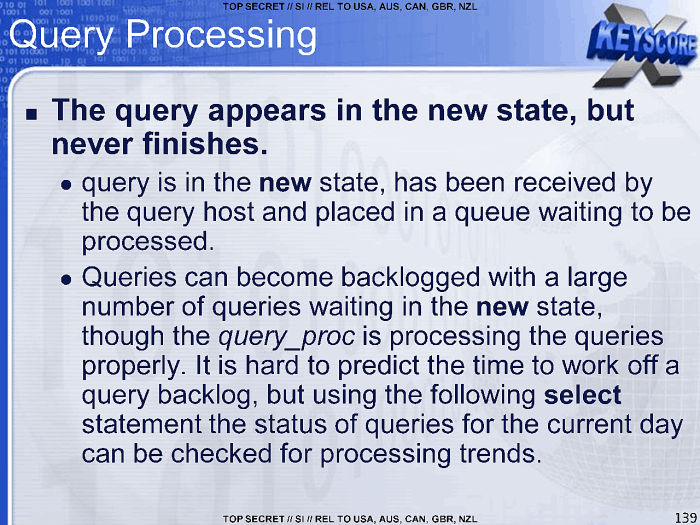 TOP SECRET // SI // REL TO USA, AUS, CAN, GBR, NZL
Query Processing
X
KEYSCORE
■ The query appears in the new state, but
never finishes.
● query is in the new state, has been received by
the query host and placed in a queue waiting to be
processed.
● Queries can become backlogged with a large
number of queries waiting in the new state,
though the query_proc is processing the queries
properly. It is hard to predict the time to work off a
query backlog, but using the following select
statement the status of queries for the current day
can be checked for processing trends.
TOP SECRET // SI // REL TO USA, AUS, CAN, GBR, NZL
139